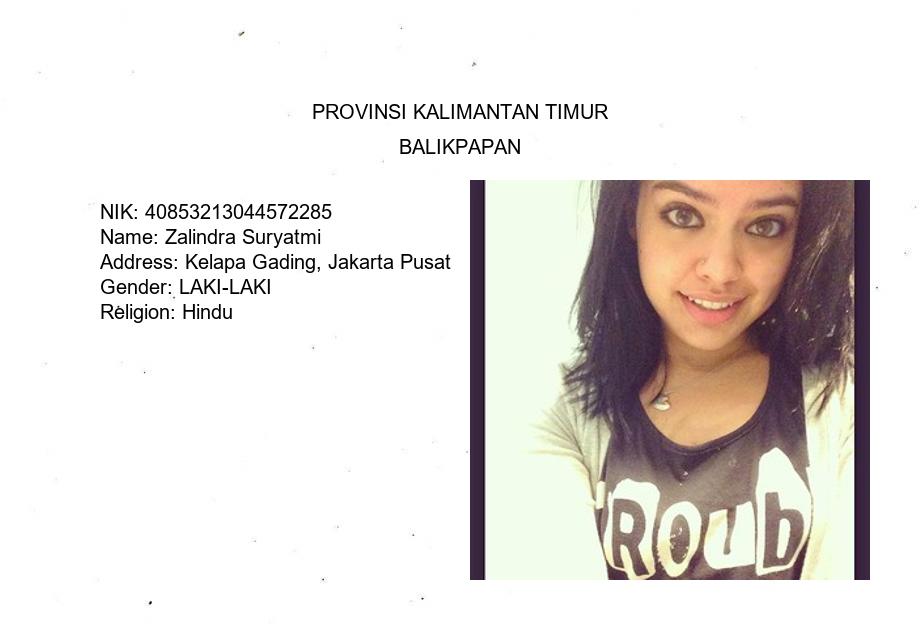 PROVINSI KALIMANTAN TIMUR
BALIKPAPAN
NIK: 40853213044572285
Name: Zalindra Suryatmi
Address: Kelapa Gading, Jakarta Pusat
Gender: LAKI-LAKI
Religion: Hindu
Roub